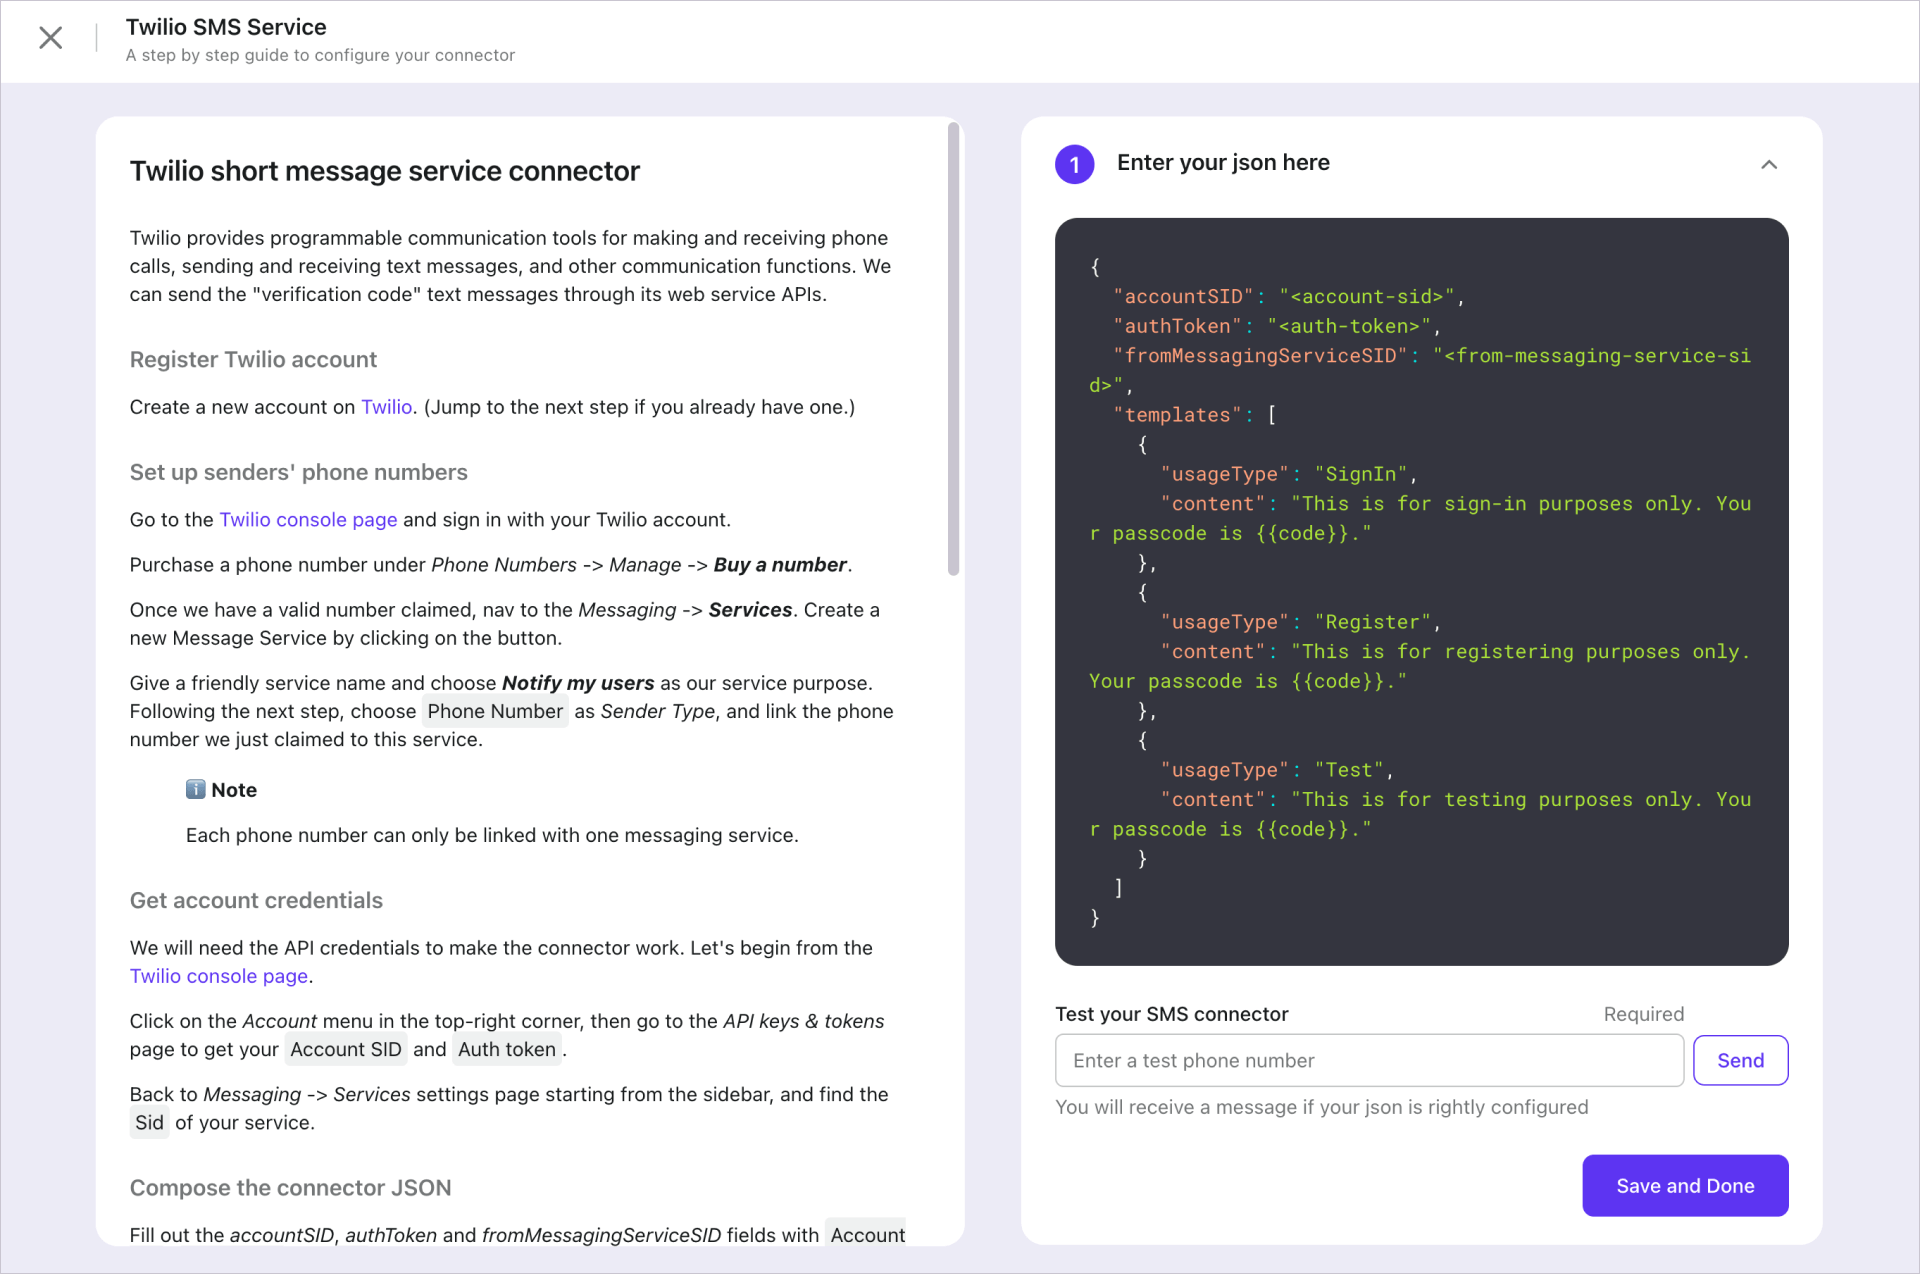 Twilio SMS Service
A step by step guide to configure your connector
Twilio short message service connector
Twilio provides programmable communication tools for making and receiving phone
calls, sending and receiving text messages, and other communication functions. We
can send the "verification code" text messages through its web service APIs.
Register Twilio account
Create a new account on Twilio. (Jump to the next step if you already have one.)
Set up senders' phone numbers
Go to the Twilio console page and sign in with your Twilio account.
Purchase a phone number under Phone Numbers -> Manage -> Buy a number.
Once we have a valid number claimed, nav to the Messaging -> Services. Create a
new Message Service by clicking on the button.
Give a friendly service name and choose Notify my users as our service purpose.
Following the next step, choose Phone Number as Sender Type, and link the phone
number we just claimed to this service.
ℹ️ Note
Each phone number can only be linked with one messaging service.
Get account credentials
We will need the API credentials to make the connector work. Let's begin from the
Twilio console page.
Click on the Account menu in the top-right corner, then go to the API keys & tokens
page to get your Account SID and Auth token.
Back to Messaging -> Services settings page starting from the sidebar, and find the
Sid of your service.
Compose the connector JSON
Fill out the accountSID, authToken and fromMessagingServiceSID fields with Account
1 Enter your json here
{
"accountSID": "<account-sid>",
"authToken": "<auth-token>",
"fromMessagingServiceSID": "<from-messaging-service-si
d>",
"templates": [
{
"usageType": "SignIn",
"content": "This is for sign-in purposes only. You
r passcode is {{code}}."
},
{
"usageType": "Register",
"content": "This is for registering purposes only.
Your passcode is {{code}}."
},
{
"usageType": "Test",
"content": "This is for testing purposes only. You
r passcode is {{code}}."
}
]
}
Test your SMS connector Required
Enter a test phone number Send
You will receive a message if your json is rightly configured
Save and Done